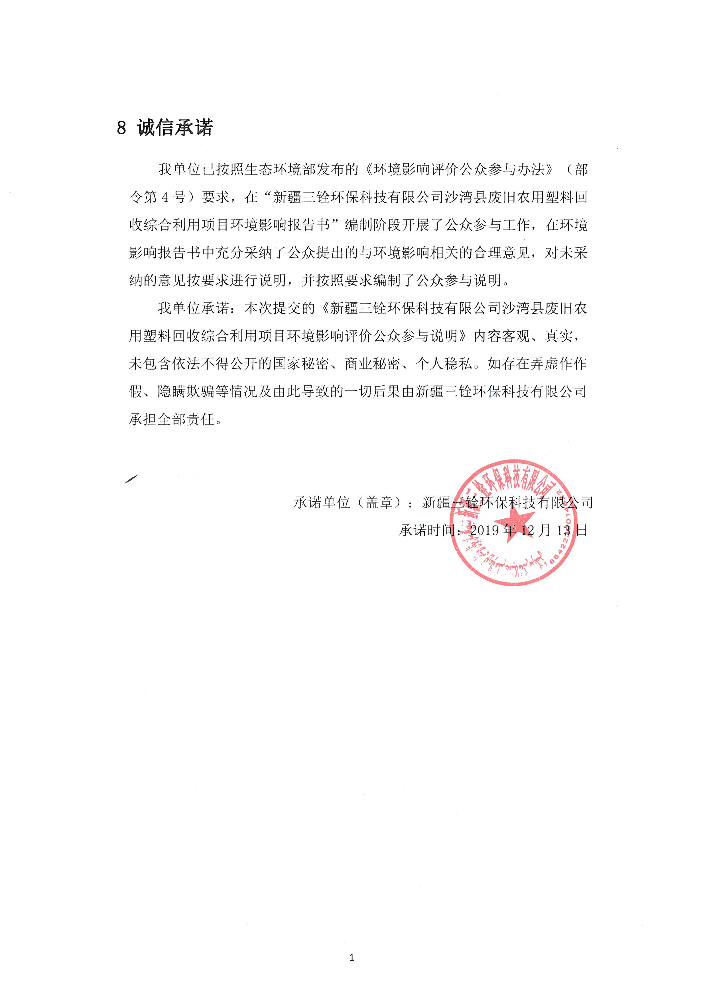 8 诚信承诺
我单位已按照生态环境部发布的《环境影响评价公众参与办法》（部
令第 4 号）要求，在“新疆三铨环保科技有限公司沙湾县废旧农用塑料回
收综合利用项目环境影响报告书”编制阶段开展了公众参与工作，在环境
影响报告书中充分采纳了公众提出的与环境影响相关的合理意见，对未采
纳的意见按要求进行说明，并按照要求编制了公众参与说明。
我单位承诺：本次提交的《新疆三铨环保科技有限公司沙湾县废旧农
用塑料回收综合利用项目环境影响评价公众参与说明》内容客观、真实，
未包含依法不得公开的国家秘密、商业秘密、个人稳私。如存在弄虚作作
假、隐瞒欺骗等情况及由此导致的一切后果由新疆三铨环保科技有限公司
承担全部责任。
承诺单位（盖章）：新疆三铨环保科技有限公司
承诺时间：2019 年 12 月 13 日
新疆三铨环保科技有限公司
1